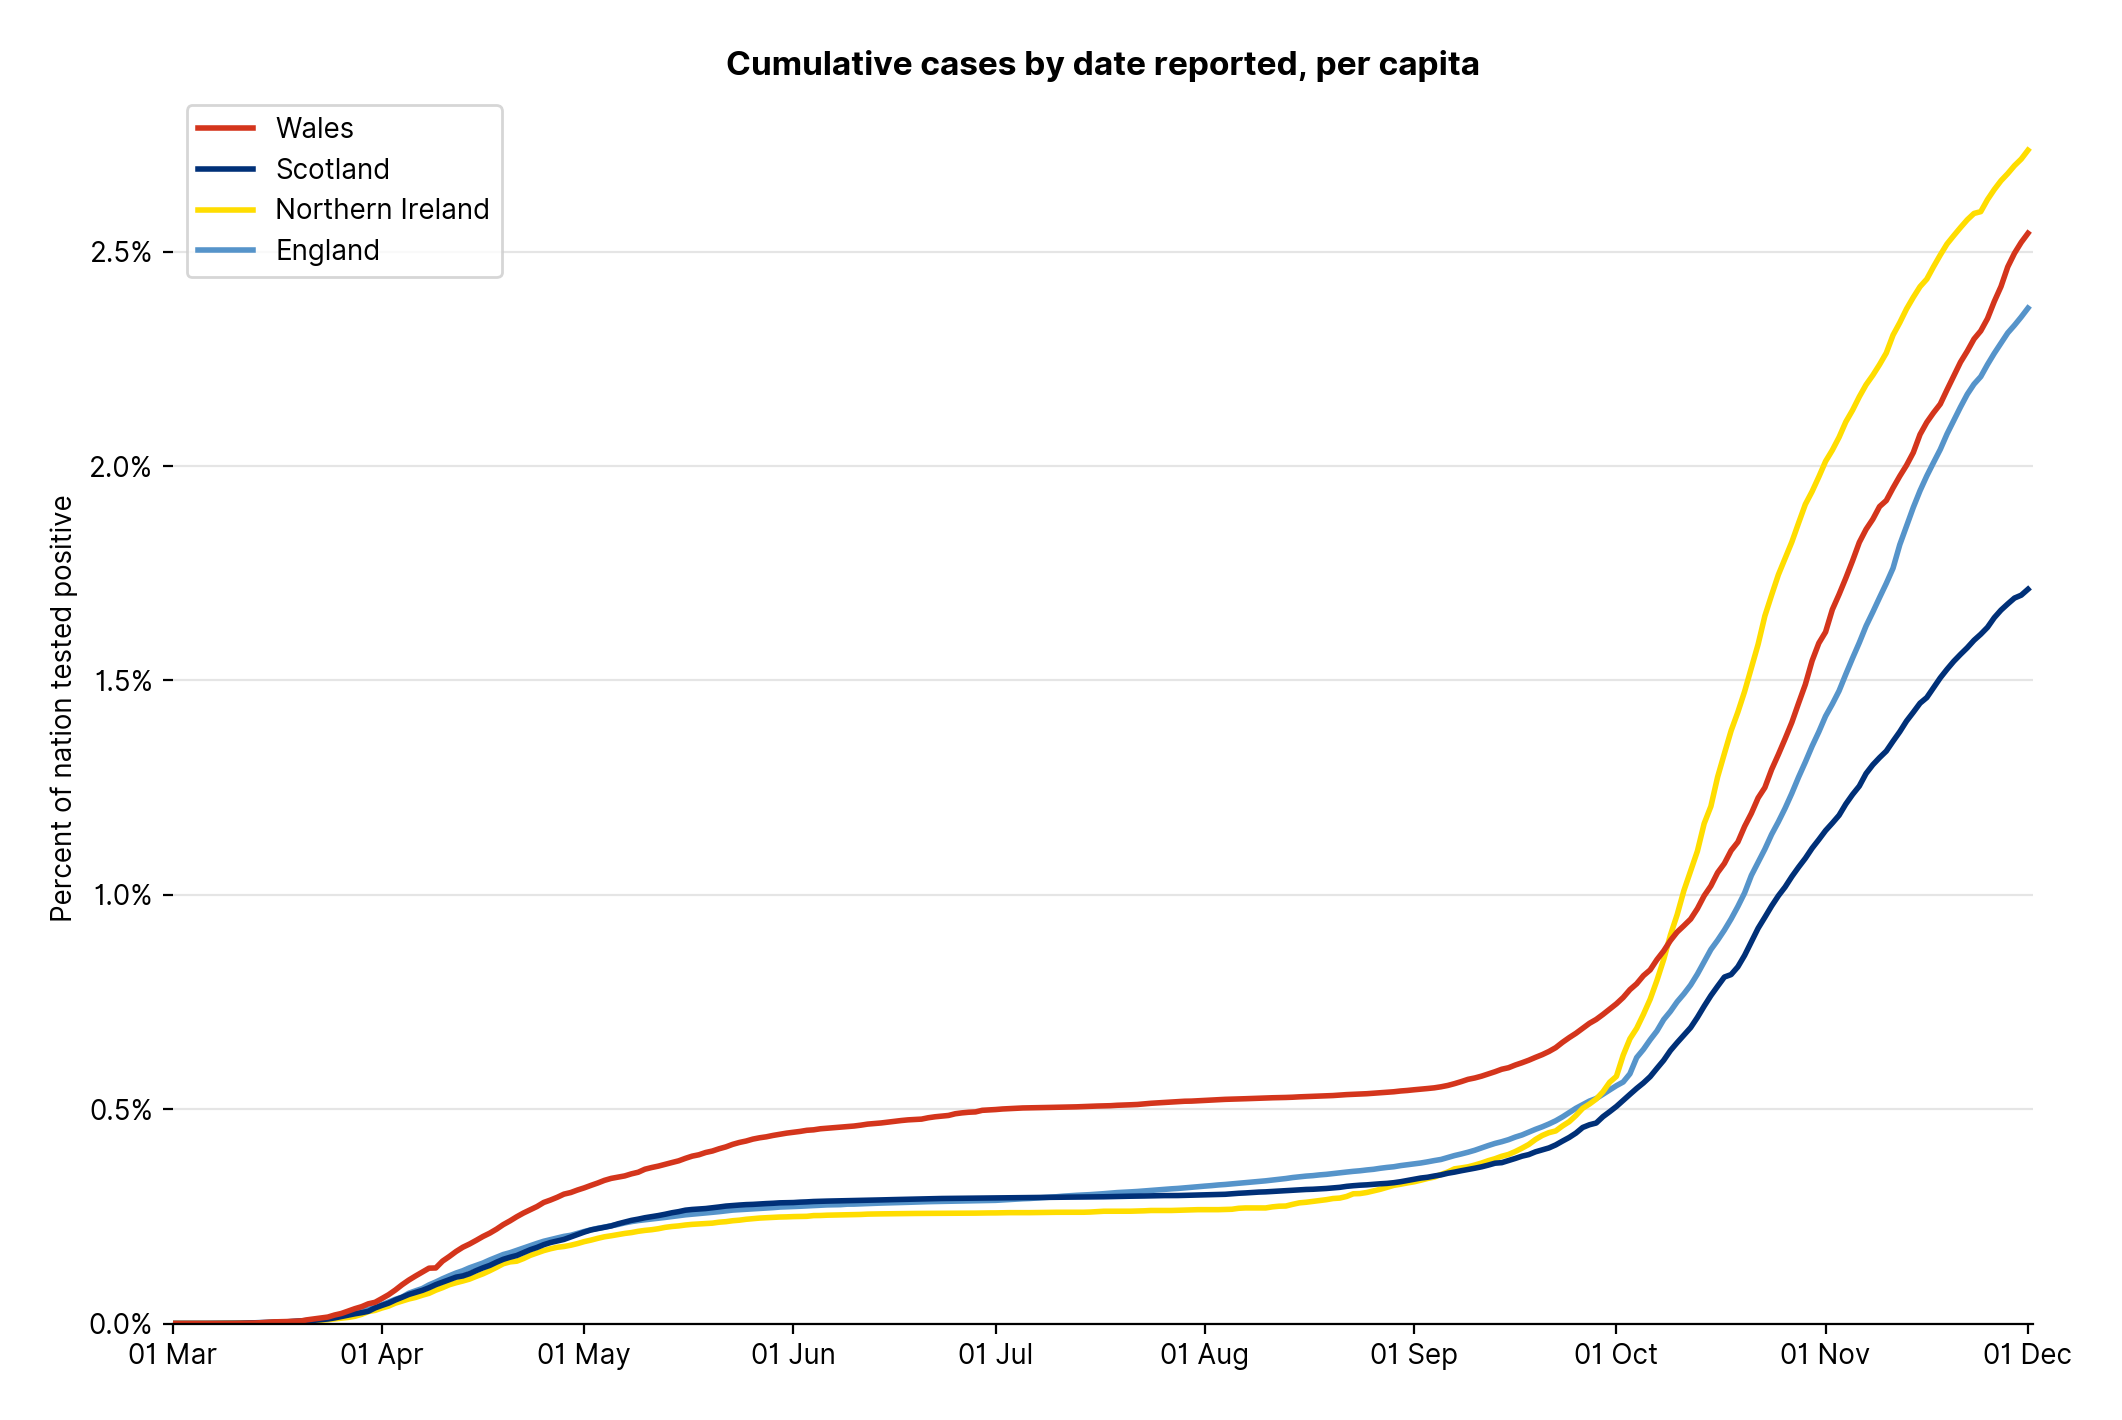 Cumulative cases by date reported, per capita
Wales
Scotland
Northern Ireland
England
Percent of nation tested positive
2.5%
2.0%
1.5%
1.0%
0.5%
0.0%
01 Mar 01 Apr 01 May 01 Jun 01 Jul 01 Aug 01 Sep 01 Oct 01 Nov 01 Dec